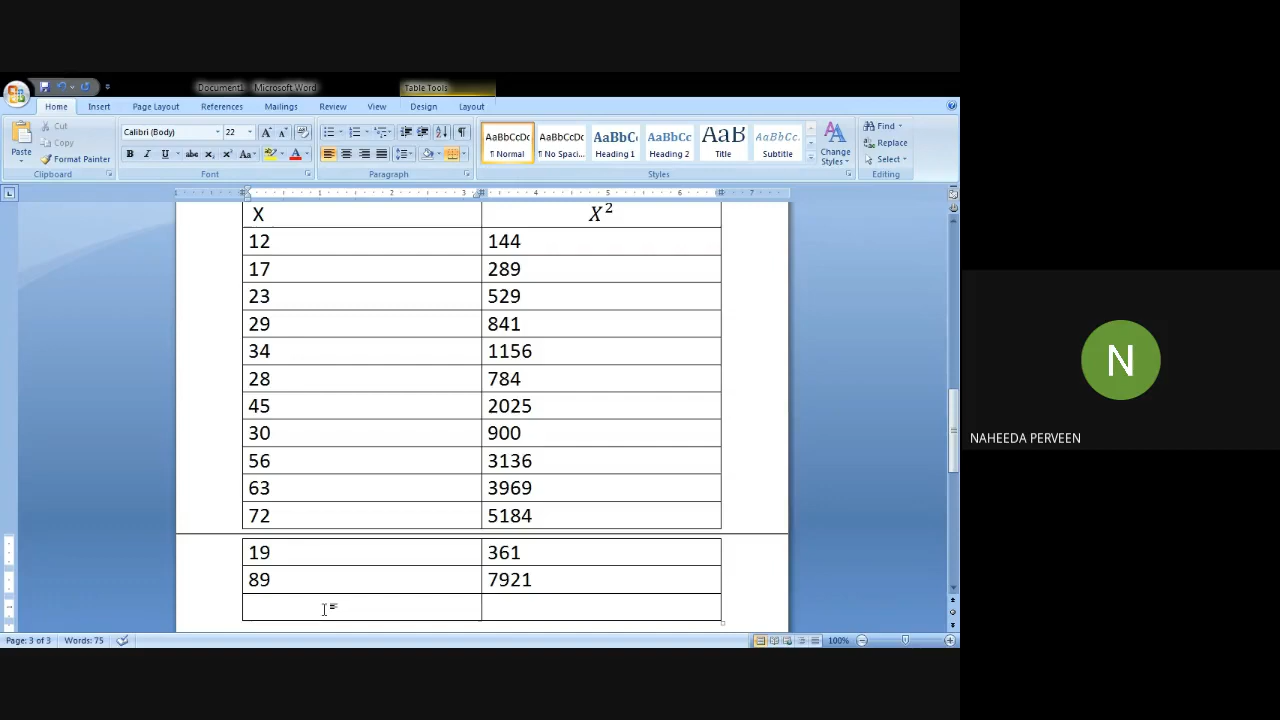 Document1 - Microsoft Word Table Tools
Home Insert Page Layout References Mailings Review View Design Layout
Paste Cut Copy Format Painter
Calibri (Body) 22
AaBbCcDc AaBbCcDc AaBbC AaBbCc AaB AaBbCc.
¶ Normal ¶ No Spaci... Heading 1 Heading 2 Title Subtitle
Change Styles
Find Replace Select
Clipboard Font Paragraph Styles Editing
X X²
12 144
17 289
23 529
29 841
34 1156
28 784
45 2025
30 900
56 3136
63 3969
72 5184
19 361
89 7921
Page: 3 of 3 Words: 75 100%
N
NAHEEDA PERVEEN